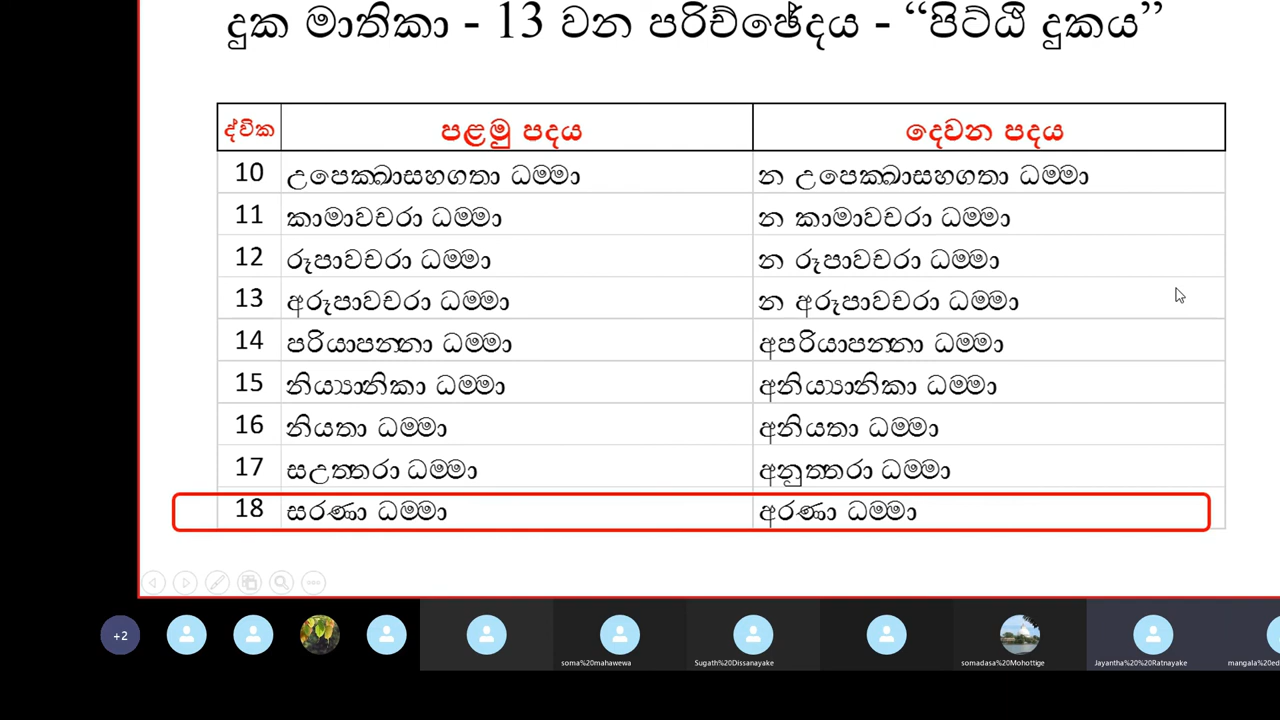 දුක මාතිකා - 13 වන පරිච්ඡේදය - “පිට්ඨි දුකය”
ද්වික පළමු පදය දෙවන පදය
10 උපෙක්‍ඛාසහගතා ධම්‍මා න උපෙක්‍ඛාසහගතා ධම්‍මා
11 කාමාවචරා ධම්‍මා න කාමාවචරා ධම්‍මා
12 රූපාවචරා ධම්‍මා න රූපාවචරා ධම්‍මා
13 අරූපාවචරා ධම්‍මා න අරූපාවචරා ධම්‍මා
14 පරියාපන්‍නා ධම්‍මා අපරියාපන්‍නා ධම්‍මා
15 නිය්‍යානිකා ධම්‍මා අනිය්‍යානිකා ධම්‍මා
16 නියතා ධම්‍මා අනියතා ධම්‍මා
17 සඋත්‍තරා ධම්‍මා අනුත්‍තරා ධම්‍මා
18 සරණා ධම්‍මා අරණා ධම්‍මා
+2
soma%20mahawewa Sugath%20Dissanayake somadasa%20Mohottige Jayantha%20%20Ratnayake mangala%20ed